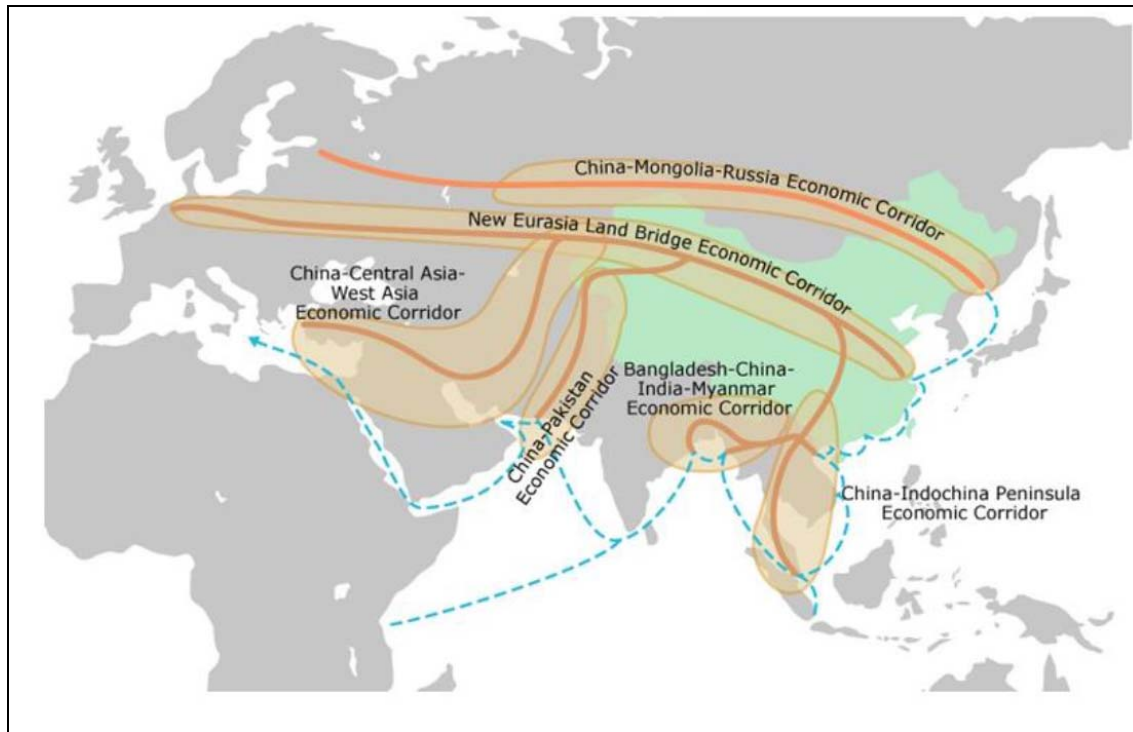 China-Mongolia-Russia Economic Corridor
New Eurasia Land Bridge Economic Corridor
China-Central Asia-
West Asia
Economic Corridor
China-Pakistan
Economic Corridor
Bangladesh-China-
India-Myanmar
Economic Corridor
China-Indochina Peninsula
Economic Corridor